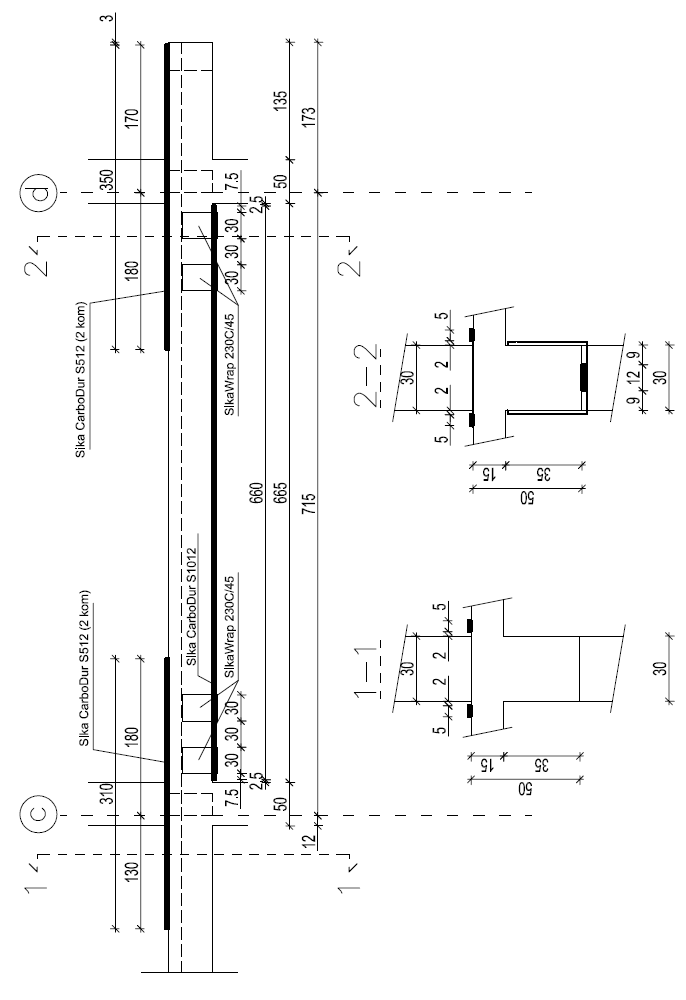 1 c 2 d
Sika CarboDur S512 (2 kom) Sika CarboDur S512 (2 kom)
310 350 3
130 180 180 170
Sika CarboDur S1012
SikaWrap 230C/45 SikaWrap 230C/45
7.5 30 30 30 30 30 30 7.5
2.5 660 2.5
50 665 50 135
12 715 173
1 2
1-1
30
5 2 2 5
15
35
50
30
2-2
30
5 2 2 5
15
35
50
9 12 9
30